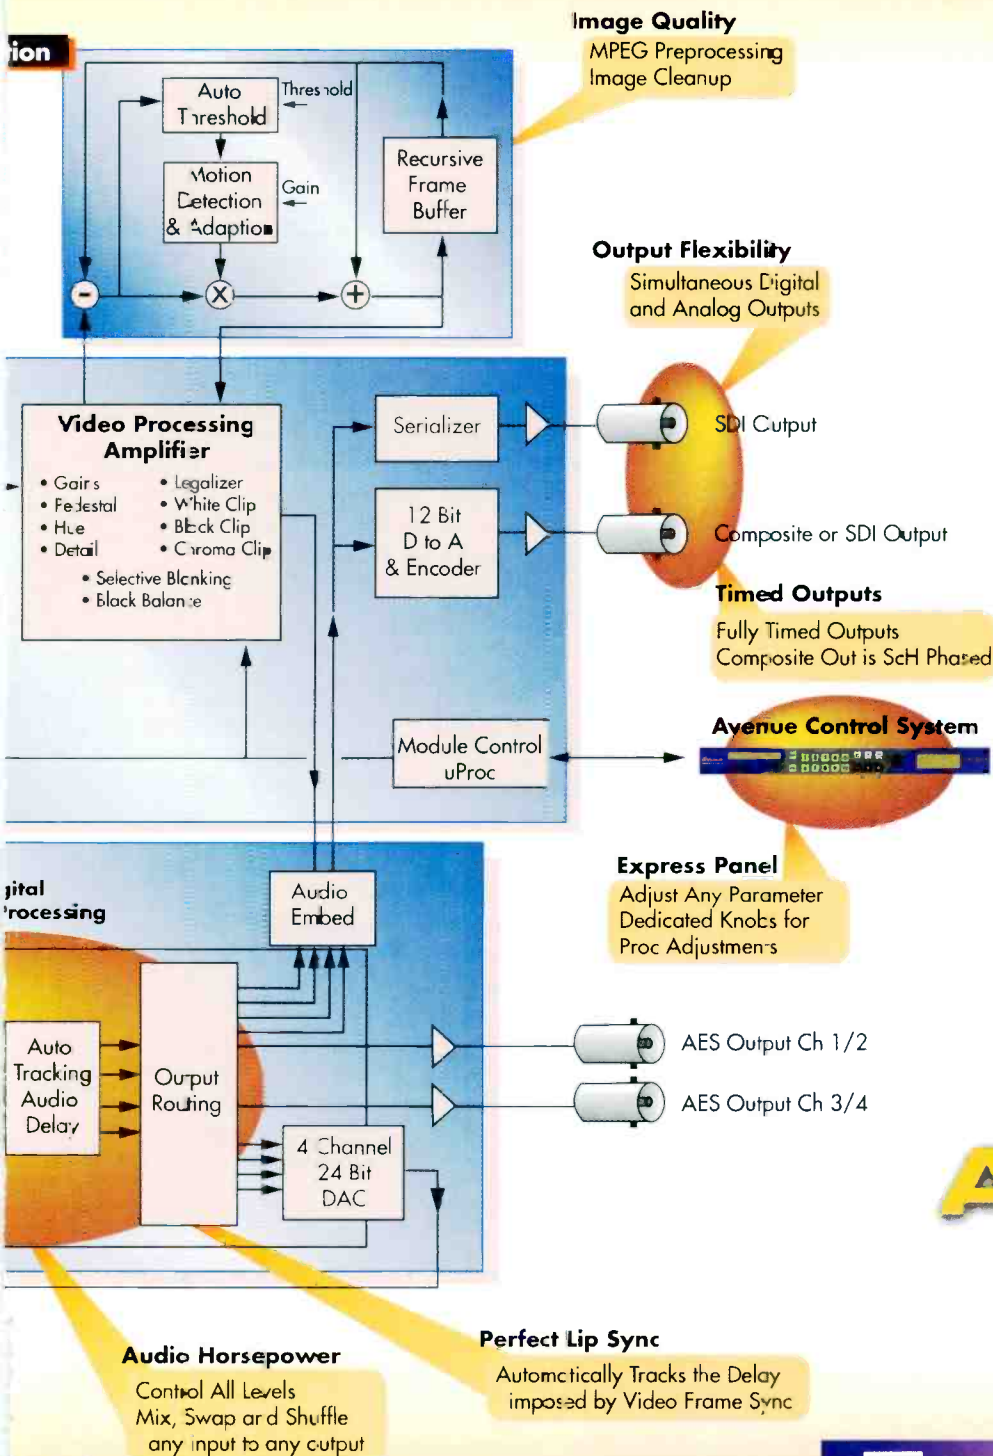 Image Quality
MPEG Preprocessing
Image Cleanup
tion
Auto
Threshold
Threshold
Motion
Detection
& Adaption
Gain
Recursive
Frame
Buffer
-
X
+
Output Flexibility
Simultaneous Digital
and Analog Outputs
Video Processing
Amplifier
• Gains
• Pedestal
• Hue
• Detail
• Legalizer
• White Clip
• Black Clip
• Chroma Clip
• Selective Blanking
• Black Balance
Serializer
SDI Output
12 Bit
D to A
& Encoder
Composite or SDI Output
Timed Outputs
Fully Timed Outputs
Composite Out is ScH Phased
Module Control
uProc
Avenue Control System
Express Panel
Adjust Any Parameter
Dedicated Knobs for
Proc Adjustments
gital
rocessing
Audio
Embed
Auto
Tracking
Audio
Delay
Output
Routing
AES Output Ch 1/2
AES Output Ch 3/4
4 Channel
24 Bit
DAC
A
Perfect Lip Sync
Automatically Tracks the Delay
imposed by Video Frame Sync
Audio Horsepower
Control All Levels
Mix, Swap and Shuffle
any input to any output